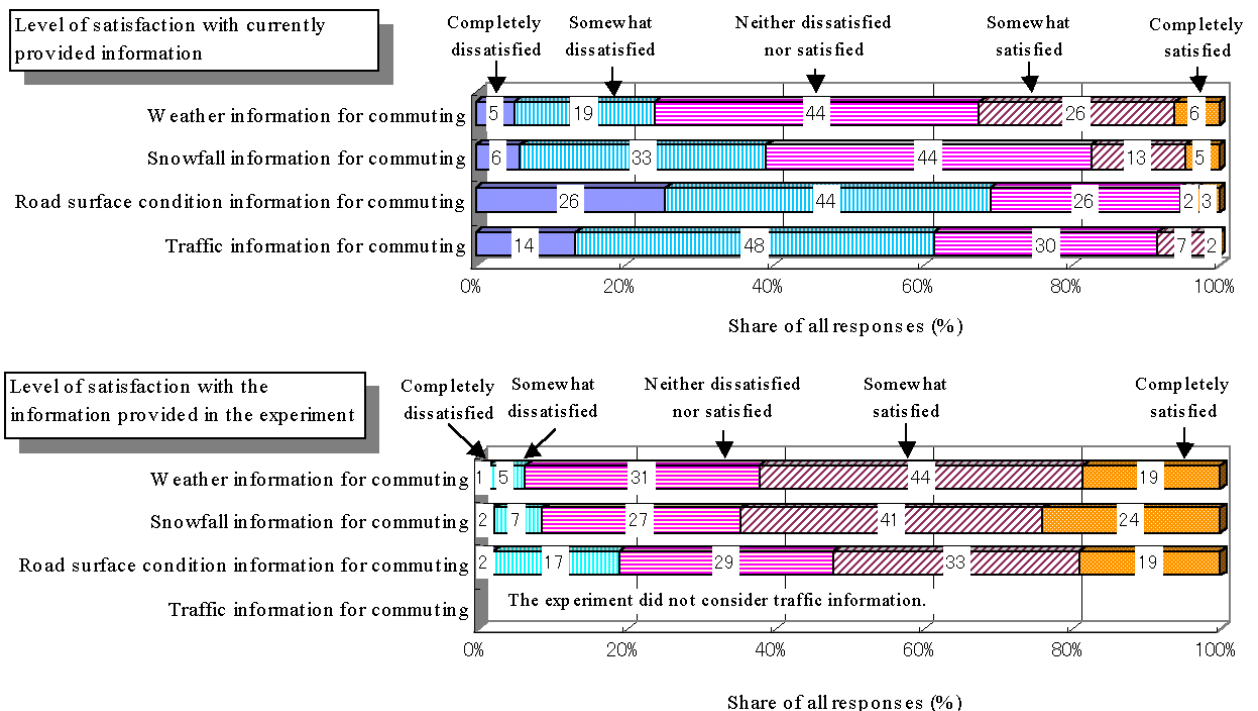 Level of satisfaction with currently
provided information
Completely
dissatisfied
Somewhat
dissatisfied
Neither dissatisfied
nor satisfied
Somewhat
satisfied
Completely
satisfied
Weather information for commuting
5 19 44 26 6
Snowfall information for commuting
6 33 44 13 5
Road surface condition information for commuting
26 44 26 2 3
Traffic information for commuting
14 48 30 7 2
0% 20% 40% 60% 80% 100%
Share of all responses (%)
Level of satisfaction with the
information provided in the experiment
Completely
dissatisfied
Somewhat
dissatisfied
Neither dissatisfied
nor satisfied
Somewhat
satisfied
Completely
satisfied
Weather information for commuting
1 5 31 44 19
Snowfall information for commuting
2 7 27 41 24
Road surface condition information for commuting
2 17 29 33 19
Traffic information for commuting
The experiment did not consider traffic information.
0% 20% 40% 60% 80% 100%
Share of all responses (%)